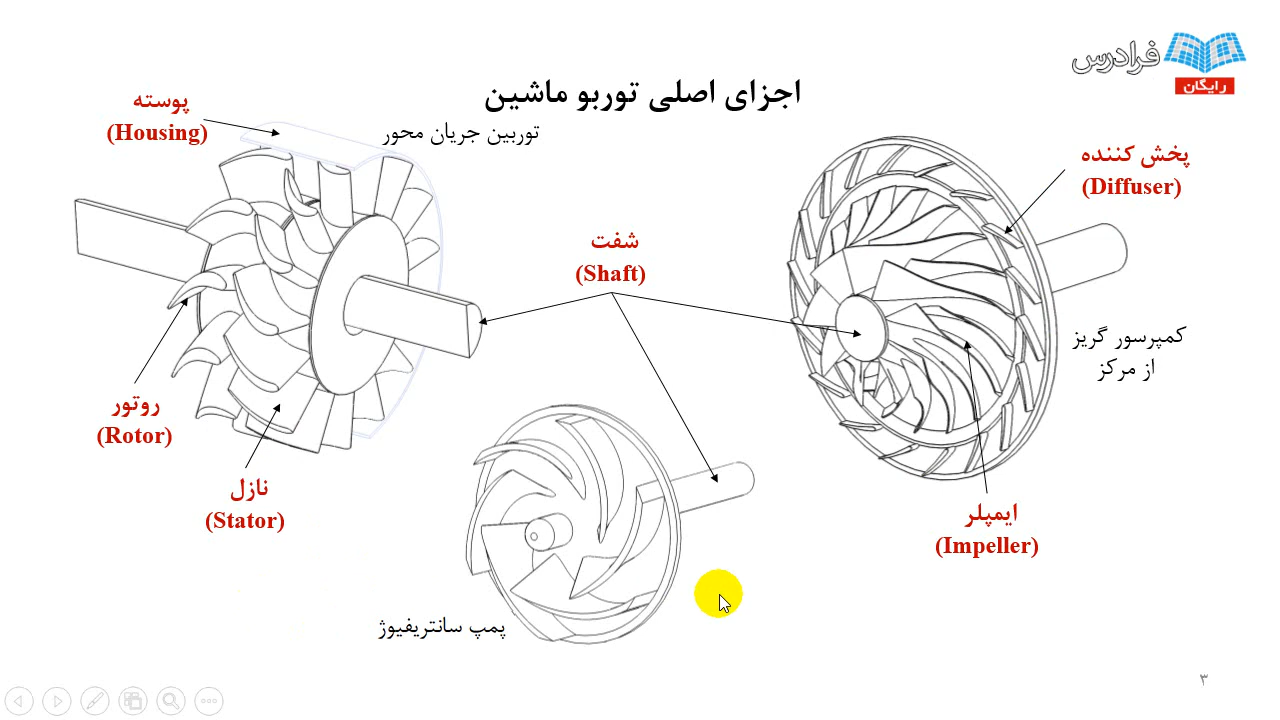 فرادرس
رایگان
اجزای اصلی توربو ماشین
پوسته
(Housing)
توربین جریان محور
پخش کننده
(Diffuser)
شفت
(Shaft)
کمپرسور گریز
از مرکز
روتور
(Rotor)
نازل
(Stator)
ایمپلر
(Impeller)
پمپ سانتریفیوژ
۳